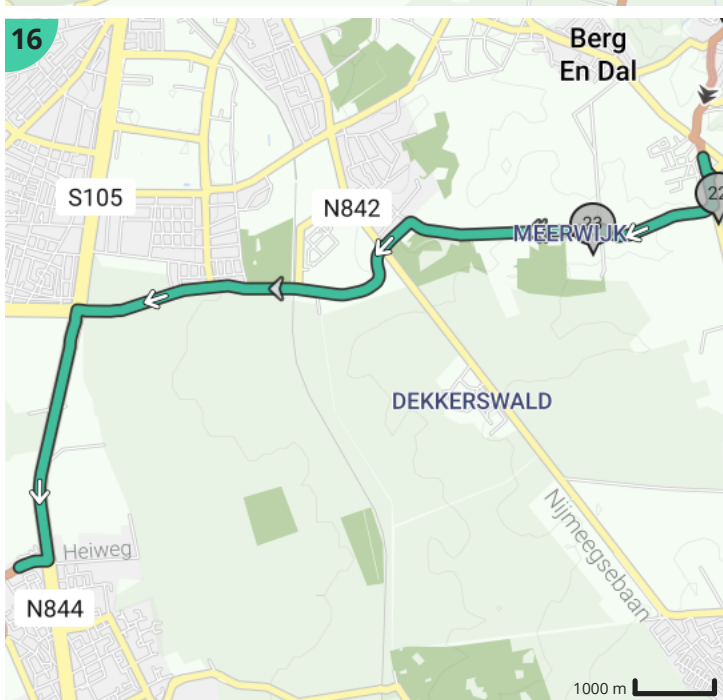 16
Berg
En Dal
S105
N842
22
23
MEERWIJK
DEKKERSWALD
Nijmeegsebaan
Heiweg
N844
1000 m